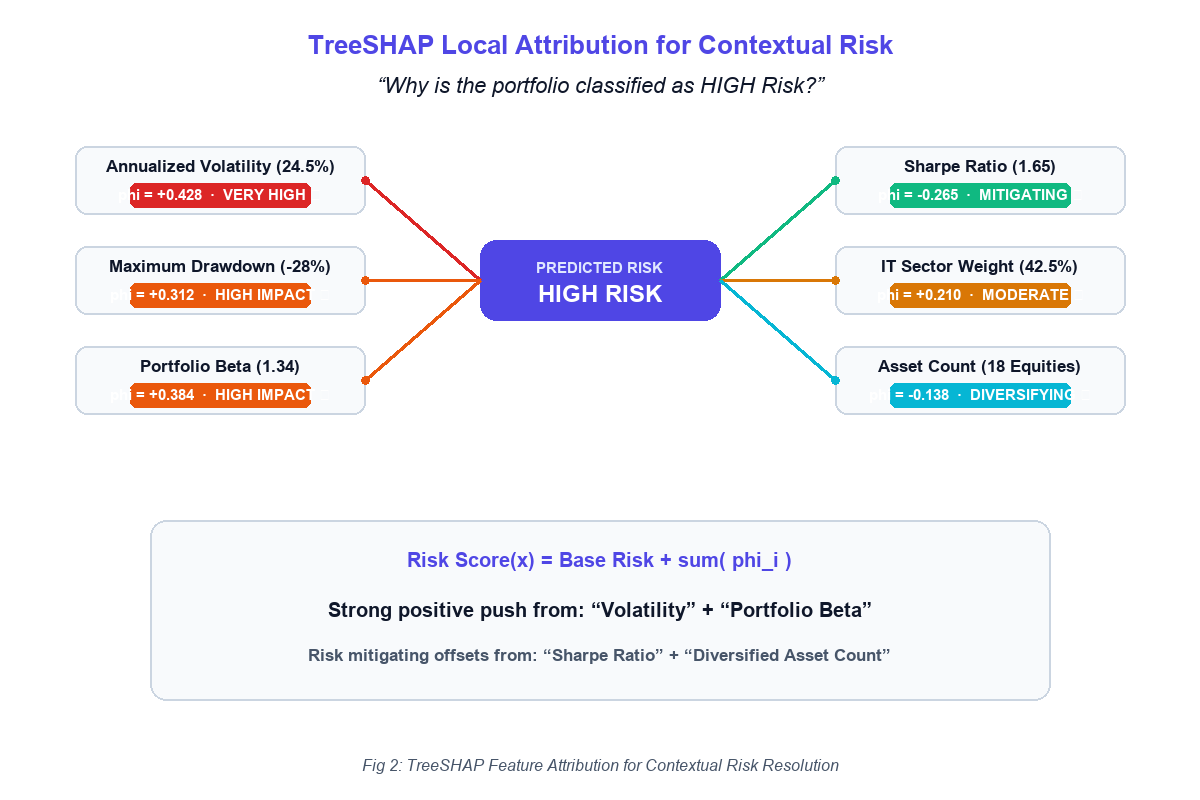 TreeSHAP Local Attribution for Contextual Risk
“Why is the portfolio classified as HIGH Risk?”
Annualized Volatility (24.5%)
phi = +0.428 · VERY HIGH
Maximum Drawdown (-28%)
phi = +0.312 · HIGH IMPACT
Portfolio Beta (1.34)
phi = +0.384 · HIGH IMPACT
PREDICTED RISK
HIGH RISK
Sharpe Ratio (1.65)
phi = -0.265 · MITIGATING
IT Sector Weight (42.5%)
phi = +0.210 · MODERATE
Asset Count (18 Equities)
phi = -0.138 · DIVERSIFYING
Risk Score(x) = Base Risk + sum( phi_i )
Strong positive push from: “Volatility” + “Portfolio Beta”
Risk mitigating offsets from: “Sharpe Ratio” + “Diversified Asset Count”
Fig 2: TreeSHAP Feature Attribution for Contextual Risk Resolution